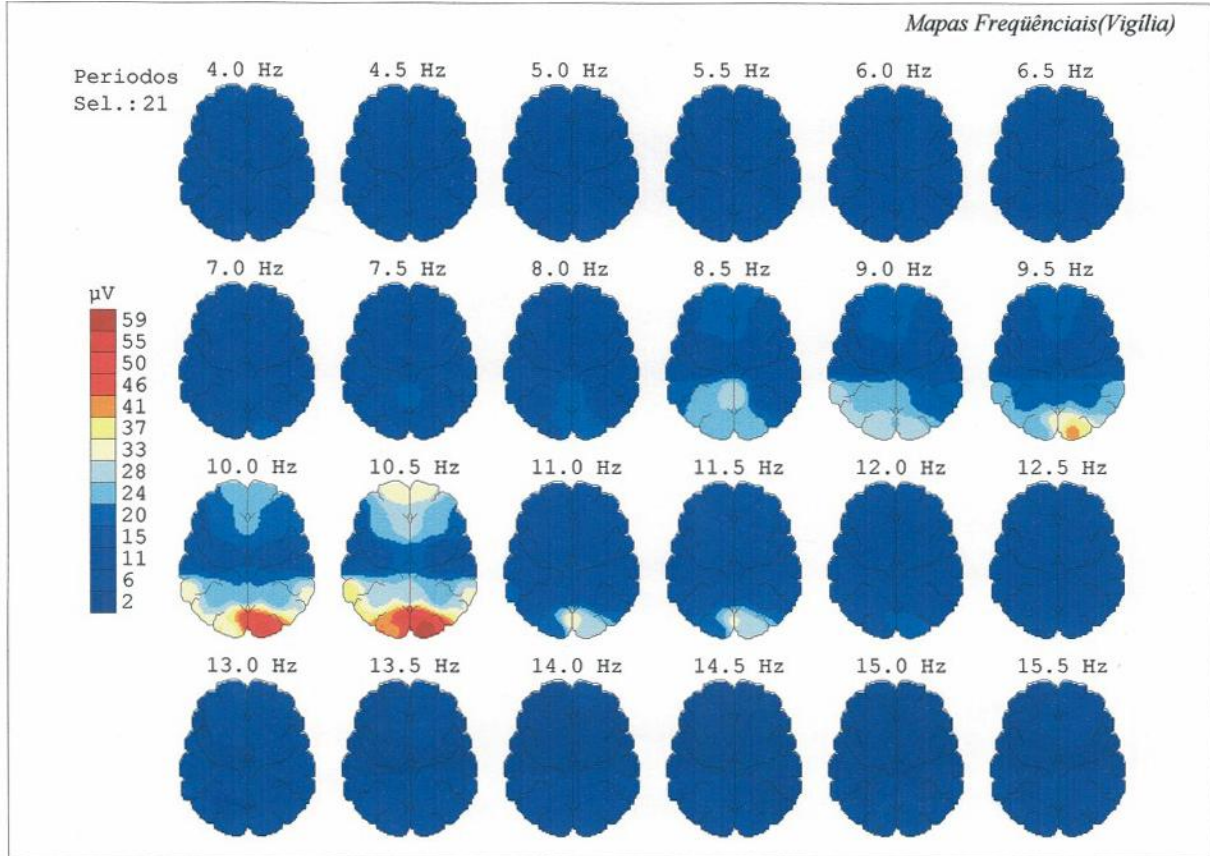 Mapas Freqüênciais(Vigília)
Periodos
Sel.:21
4.0 Hz 4.5 Hz 5.0 Hz 5.5 Hz 6.0 Hz 6.5 Hz
7.0 Hz 7.5 Hz 8.0 Hz 8.5 Hz 9.0 Hz 9.5 Hz
µV
59
55
50
46
41
37
33
28
24
20
15
11
6
2
10.0 Hz 10.5 Hz 11.0 Hz 11.5 Hz 12.0 Hz 12.5 Hz
13.0 Hz 13.5 Hz 14.0 Hz 14.5 Hz 15.0 Hz 15.5 Hz